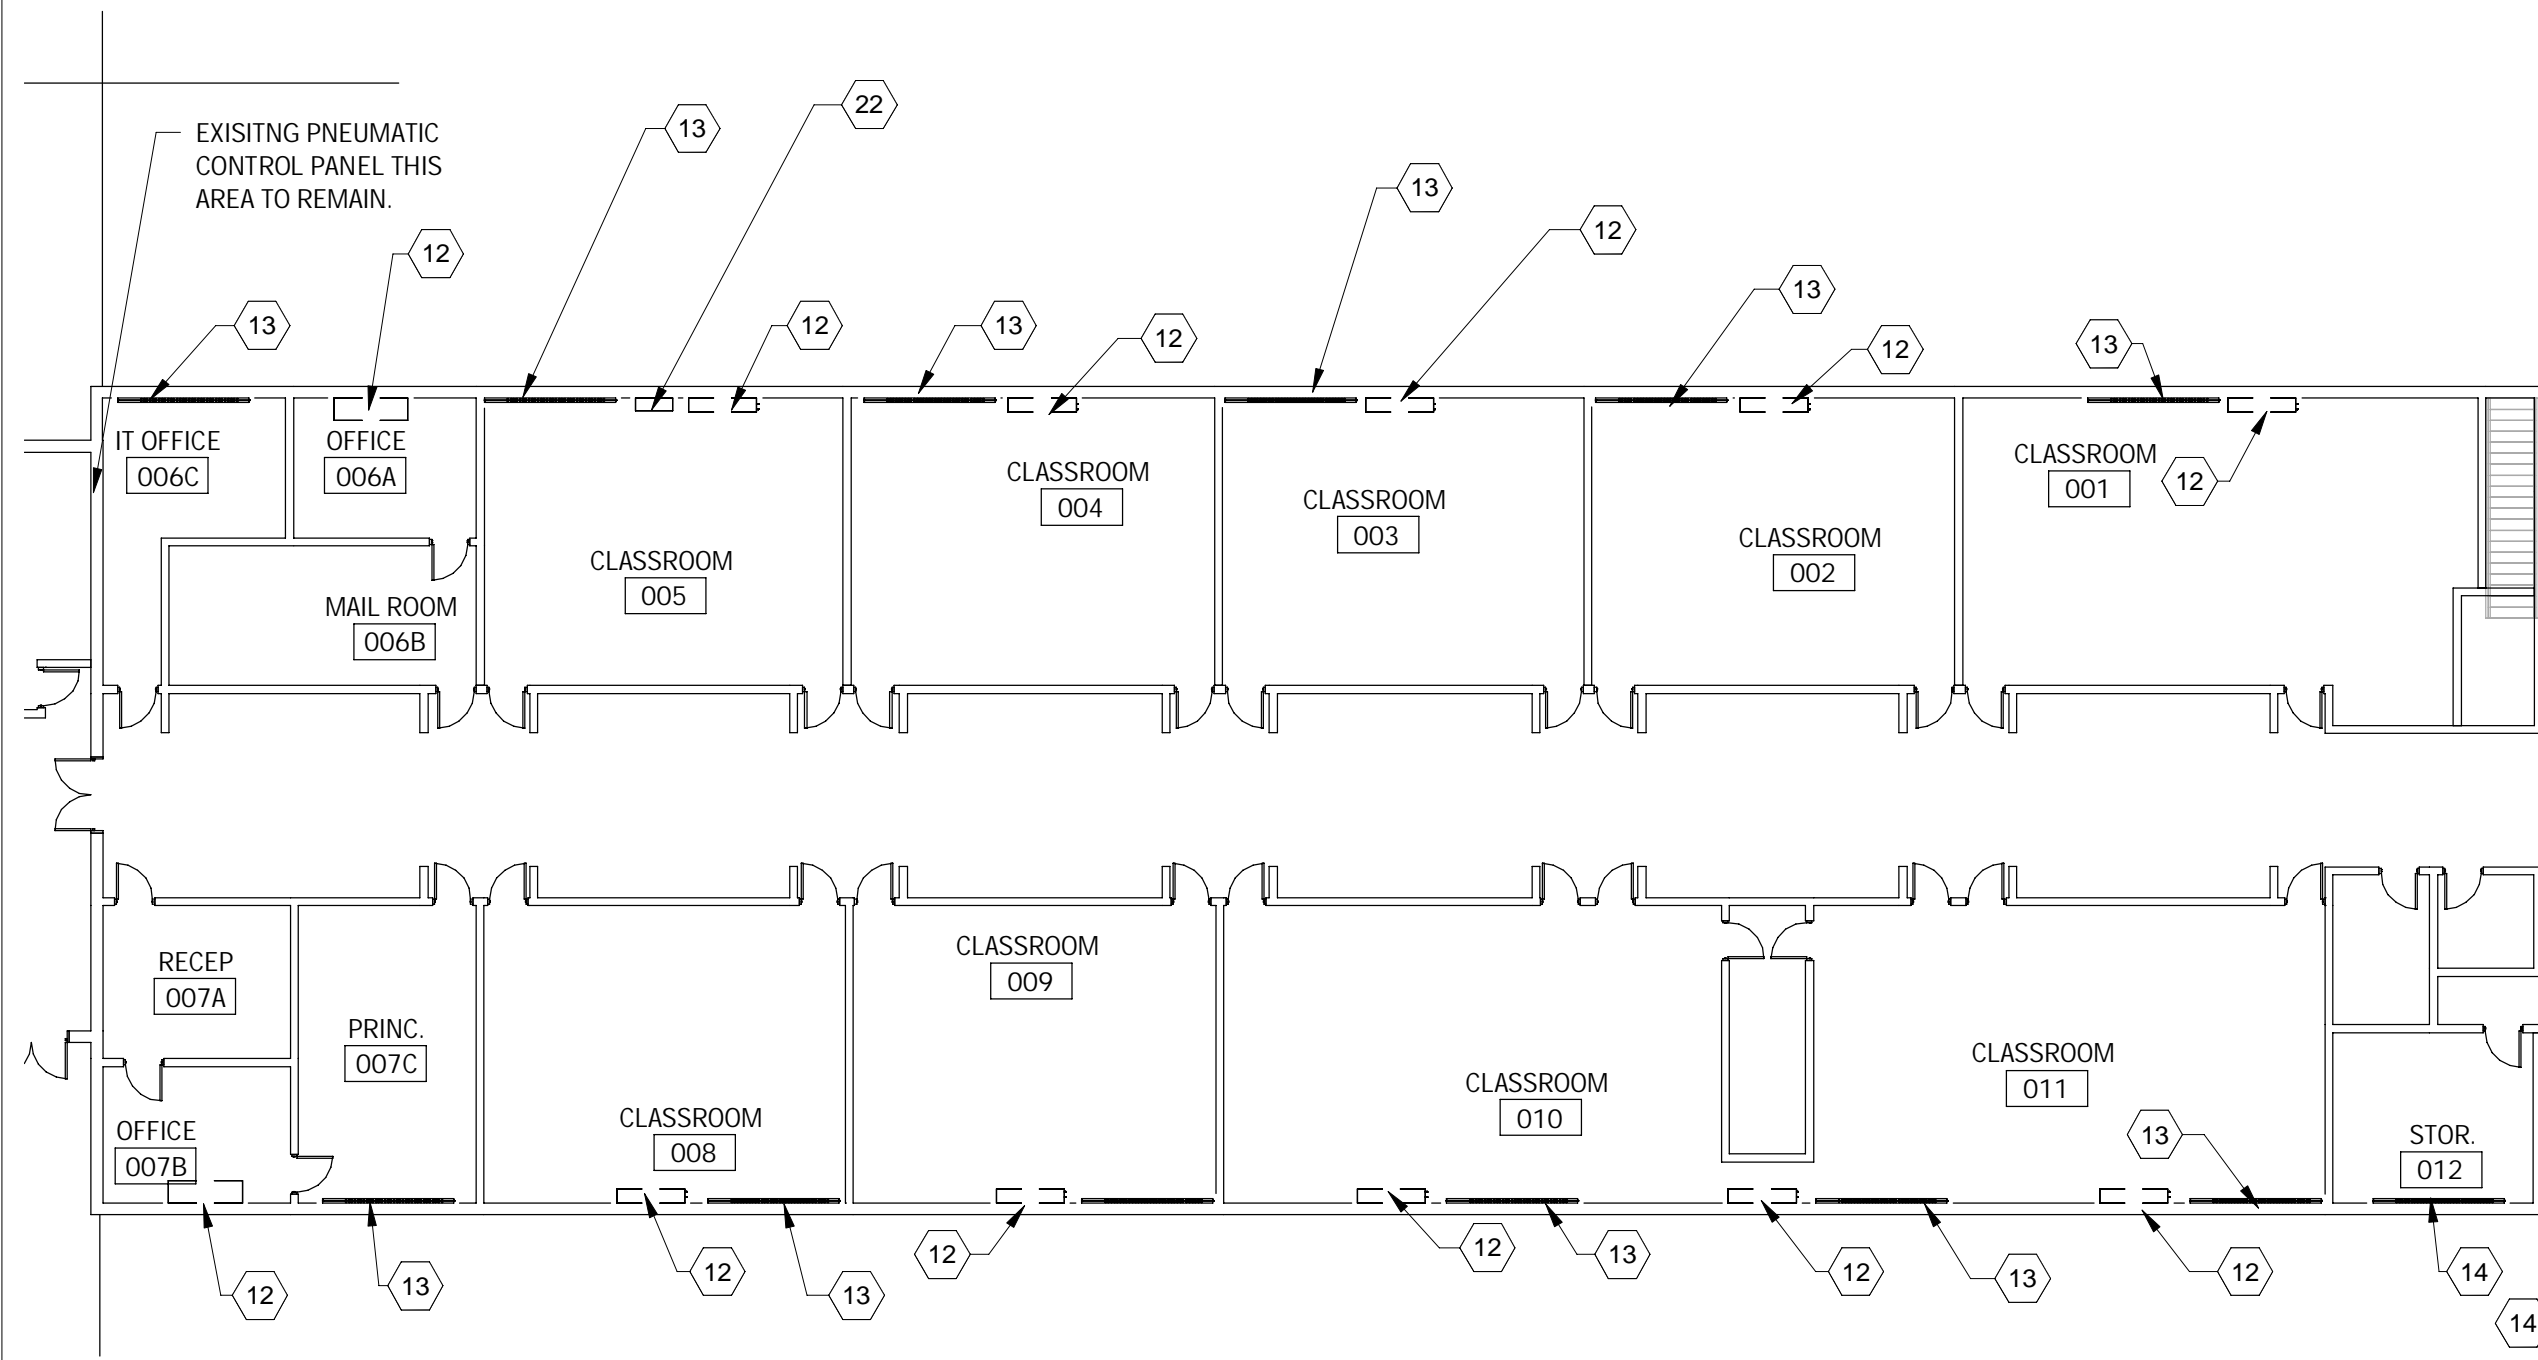 22
13
EXISITNG PNEUMATIC
CONTROL PANEL THIS
AREA TO REMAIN.
13
12
12
13
13
12
13
12
13
12
13
IT OFFICE
006C
OFFICE
006A
CLASSROOM
004
CLASSROOM
003
CLASSROOM
001
12
CLASSROOM
002
CLASSROOM
005
MAIL ROOM
006B
RECEP
007A
CLASSROOM
009
PRINC.
007C
CLASSROOM
010
CLASSROOM
011
OFFICE
007B
CLASSROOM
008
13
STOR.
012
12
13
12
13
12
12
13
12
13
12
14
14